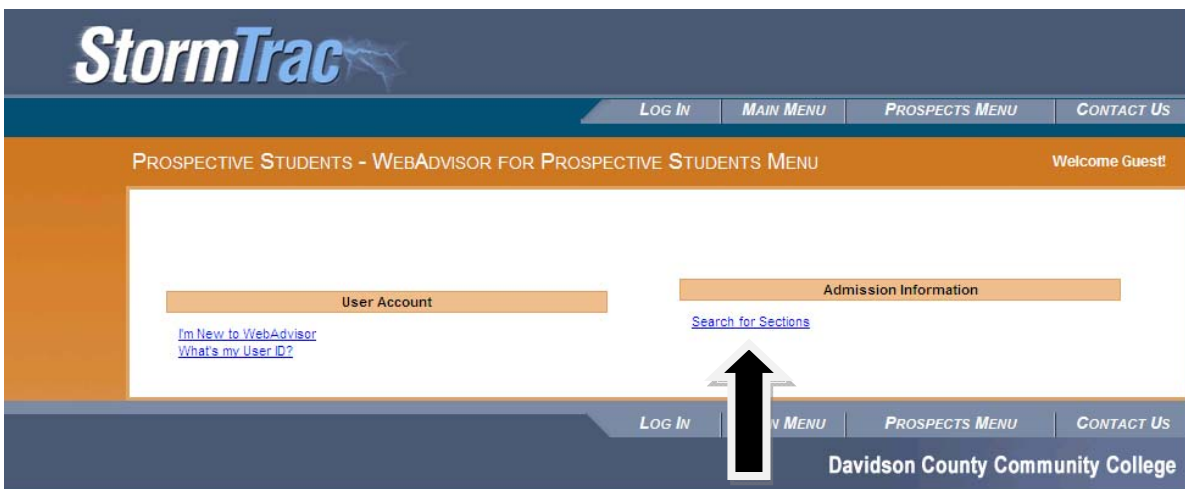 StormTrac
LOG IN MAIN MENU PROSPECTS MENU CONTACT US
PROSPECTIVE STUDENTS - WEBADVISOR FOR PROSPECTIVE STUDENTS MENU Welcome Guest!
User Account
I'm New to WebAdvisor
What's my User ID?
Admission Information
Search for Sections
LOG IN MENU PROSPECTS MENU CONTACT US
Davidson County Community College